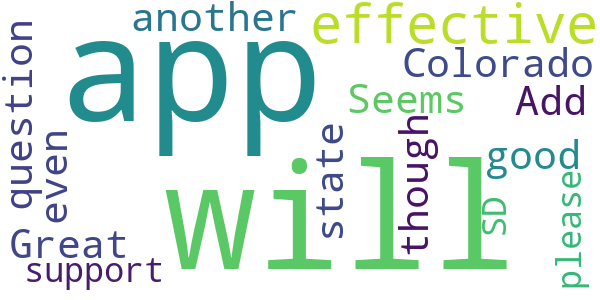 another
effective
app
Colorado
question
Seems
Add
even
though
state
good
will
SD
please
Great
support